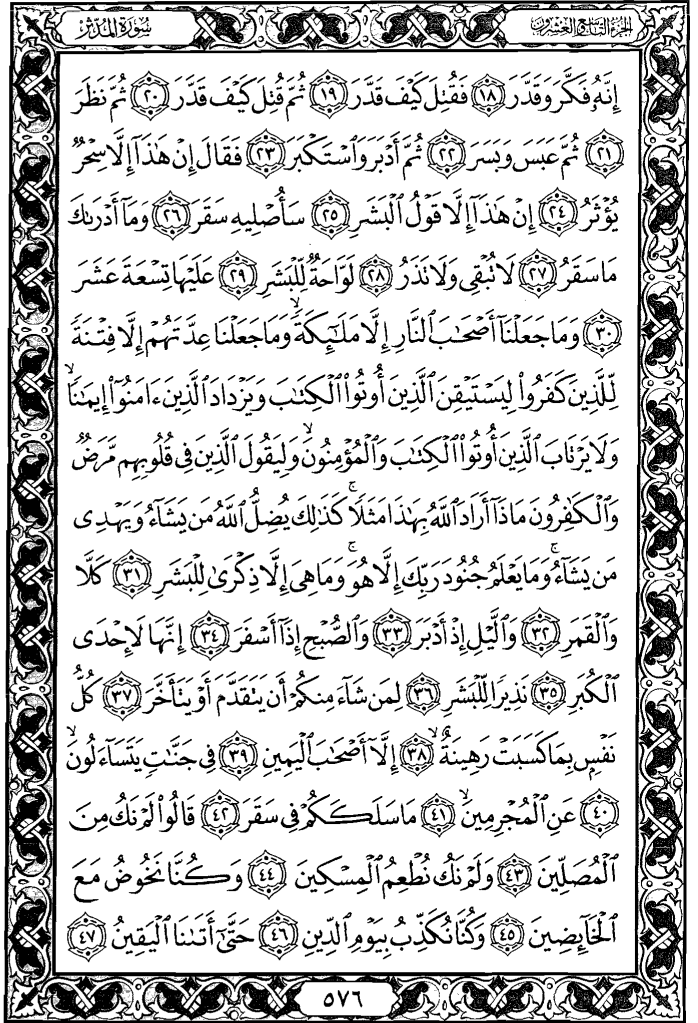 الجزء التاسع والعشرون
سورة المدثر
إِنَّهُۥ فَكَّرَ وَقَدَّرَ ١٨ فَقُتِلَ كَيْفَ قَدَّرَ ١٩ ثُمَّ قُتِلَ كَيْفَ قَدَّرَ ٢٠ ثُمَّ نَظَرَ
٢١ ثُمَّ عَبَسَ وَبَسَرَ ٢٢ ثُمَّ أَدْبَرَ وَٱسْتَكْبَرَ ٢٣ فَقَالَ إِنْ هَـٰذَآ إِلَّا سِحْرٌ
يُؤْثَرُ ٢٤ إِنْ هَـٰذَآ إِلَّا قَوْلُ ٱلْبَشَرِ ٢٥ سَأُصْلِيهِ سَقَرَ ٢٦ وَمَآ أَدْرَىٰكَ
مَا سَقَرُ ٢٧ لَا تُبْقِى وَلَا تَذَرُ ٢٨ لَوَّاحَةٌ لِّلْبَشَرِ ٢٩ عَلَيْهَا تِسْعَةَ عَشَرَ
٣٠ وَمَا جَعَلْنَآ أَصْحَـٰبَ ٱلنَّارِ إِلَّا مَلَـٰٓئِكَةً ۙ وَمَا جَعَلْنَا عِدَّتَهُمْ إِلَّا فِتْنَةً
لِّلَّذِينَ كَفَرُوا۟ لِيَسْتَيْقِنَ ٱلَّذِينَ أُوتُوا۟ ٱلْكِتَـٰبَ وَيَزْدَادَ ٱلَّذِينَ ءَامَنُوٓا۟ إِيمَـٰنًا ۙ
وَلَا يَرْتَابَ ٱلَّذِينَ أُوتُوا۟ ٱلْكِتَـٰبَ وَٱلْمُؤْمِنُونَ ۙ وَلِيَقُولَ ٱلَّذِينَ فِى قُلُوبِهِم مَّرَضٌ
وَٱلْكَـٰفِرُونَ مَاذَآ أَرَادَ ٱللَّهُ بِهَـٰذَا مَثَلًا ۚ كَذَٰلِكَ يُضِلُّ ٱللَّهُ مَن يَشَآءُ وَيَهْدِى
مَن يَشَآءُ ۚ وَمَا يَعْلَمُ جُنُودَ رَبِّكَ إِلَّا هُوَ ۚ وَمَا هِىَ إِلَّا ذِكْرَىٰ لِلْبَشَرِ ٣١ كَلَّا
وَٱلْقَمَرِ ٣٢ وَٱلَّيْلِ إِذْ أَدْبَرَ ٣٣ وَٱلصُّبْحِ إِذَآ أَسْفَرَ ٣٤ إِنَّهَا لَإِحْدَى
ٱلْكُبَرِ ٣٥ نَذِيرًا لِّلْبَشَرِ ٣٦ لِمَن شَآءَ مِنكُمْ أَن يَتَقَدَّمَ أَوْ يَتَأَخَّرَ ٣٧ كُلُّ
نَفْسٍۭ بِمَا كَسَبَتْ رَهِينَةٌ ۙ ٣٨ إِلَّآ أَصْحَـٰبَ ٱلْيَمِينِ ٣٩ فِى جَنَّـٰتٍ يَتَسَآءَلُونَ ۙ
٤٠ عَنِ ٱلْمُجْرِمِينَ ۙ ٤١ مَا سَلَكَكُمْ فِى سَقَرَ ٤٢ قَالُوا۟ لَمْ نَكُ مِنَ
ٱلْمُصَلِّينَ ٤٣ وَلَمْ نَكُ نُطْعِمُ ٱلْمِسْكِينَ ٤٤ وَكُنَّا نَخُوضُ مَعَ
ٱلْخَآئِضِينَ ٤٥ وَكُنَّا نُكَذِّبُ بِيَوْمِ ٱلدِّينِ ٤٦ حَتَّىٰٓ أَتَىٰنَا ٱلْيَقِينُ ٤٧
٥٧٦